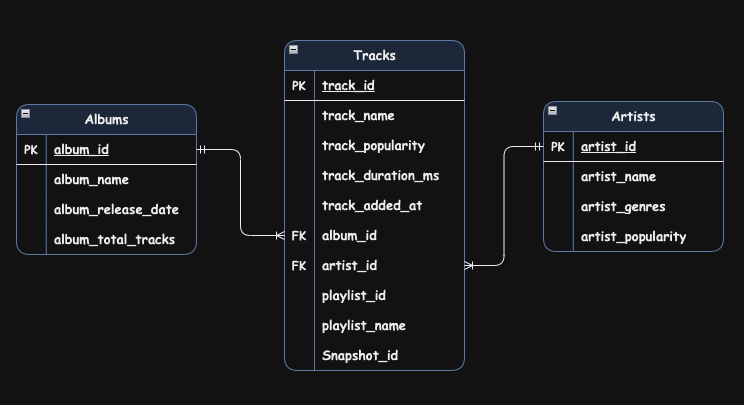 Albums
PK album_id
album_name
album_release_date
album_total_tracks
Tracks
PK track_id
track_name
track_popularity
track_duration_ms
track_added_at
FK album_id
FK artist_id
playlist_id
playlist_name
Snapshot_id
Artists
PK artist_id
artist_name
artist_genres
artist_popularity